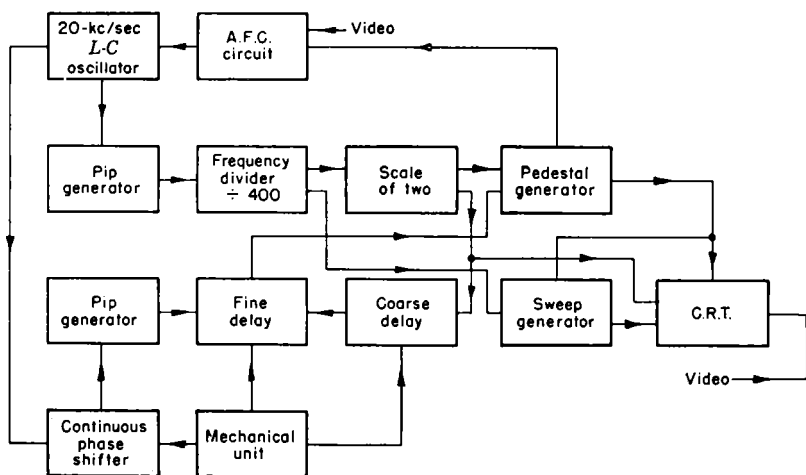 20-kc/sec
L-C
oscillator
A.F.C.
circuit
Video
Pip
generator
Frequency
divider
÷ 400
Scale
of two
Pedestal
generator
Pip
generator
Fine
delay
Coarse
delay
Sweep
generator
C.R.T.
Video
Continuous
phase
shifter
Mechanical
unit